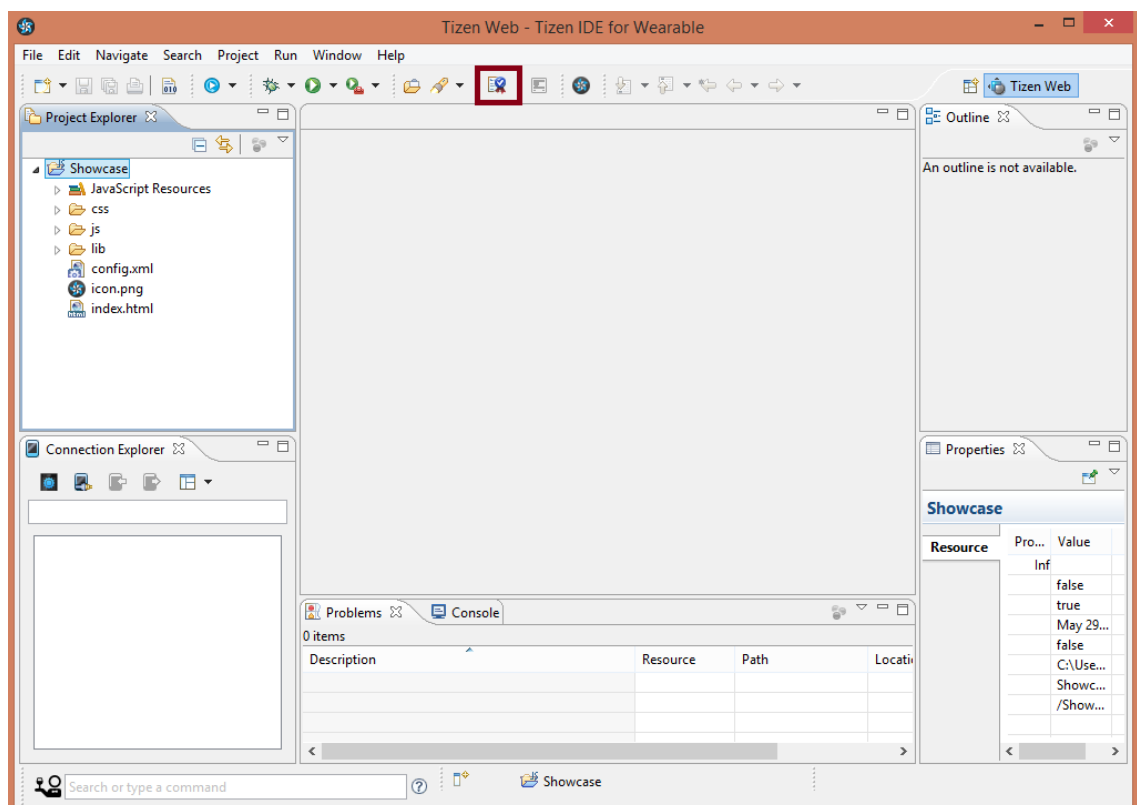 Tizen Web - Tizen IDE for Wearable
File Edit Navigate Search Project Run Window Help
Tizen Web
Project Explorer
Showcase
JavaScript Resources
css
js
lib
config.xml
icon.png
index.html
Outline
An outline is not available.
Connection Explorer
Properties
Showcase
Resource
Pro... Value
Inf
false
true
May 29...
false
C:\Use...
Showc...
/Show...
Problems Console
0 items
Description Resource Path Locati
Search or type a command
Showcase